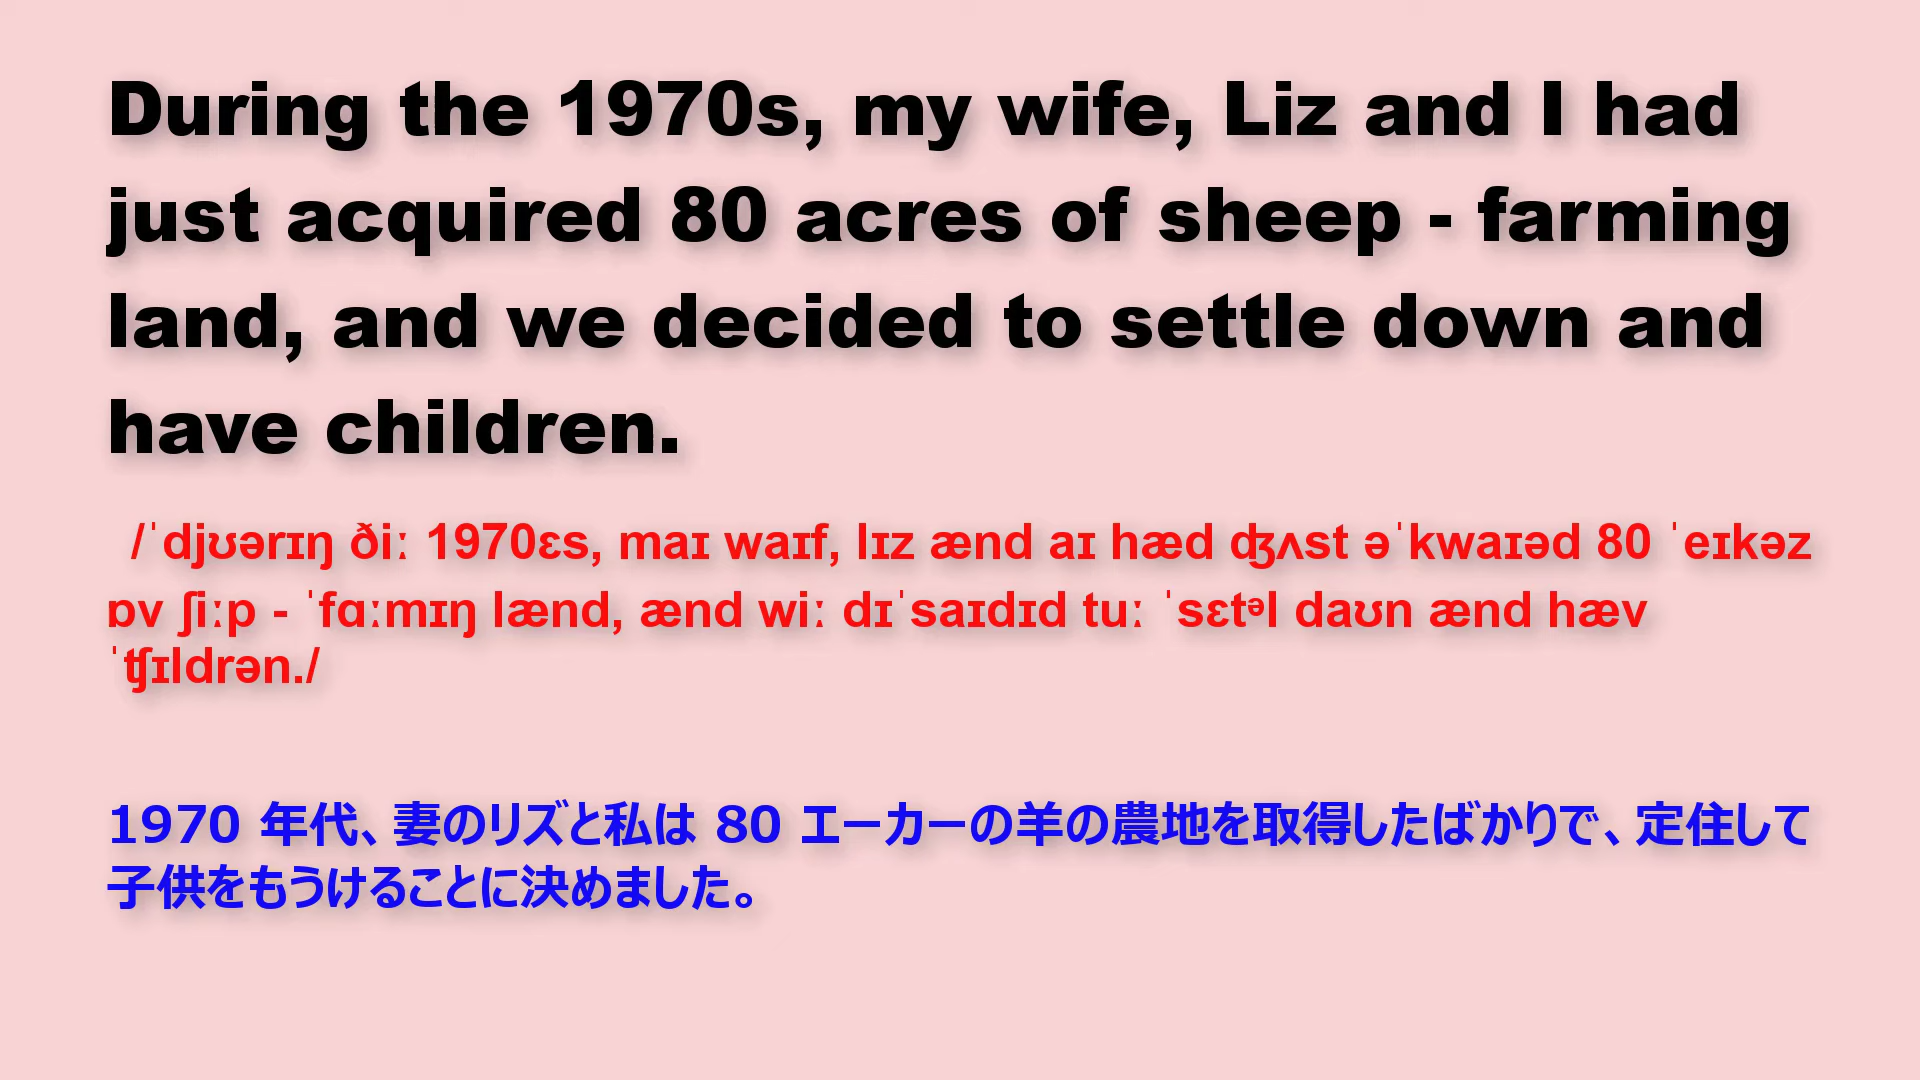 During the 1970s, my wife, Liz and I had
just acquired 80 acres of sheep - farming
land, and we decided to settle down and
have children.
/ˈdjʊərɪŋ ðiː 1970ɛs, maɪ waɪf, lɪz ænd aɪ hæd ʤʌst əˈkwaɪəd 80 ˈeɪkəz
ɒv ʃiːp - ˈfɑːmɪŋ lænd, ænd wiː dɪˈsaɪdɪd tuː ˈsɛtᵊl daʊn ænd hæv
ˈʧɪldrən./
1970 年代、妻のリズと私は 80 エーカーの羊の農地を取得したばかりで、定住して
子供をもうけることに決めました。